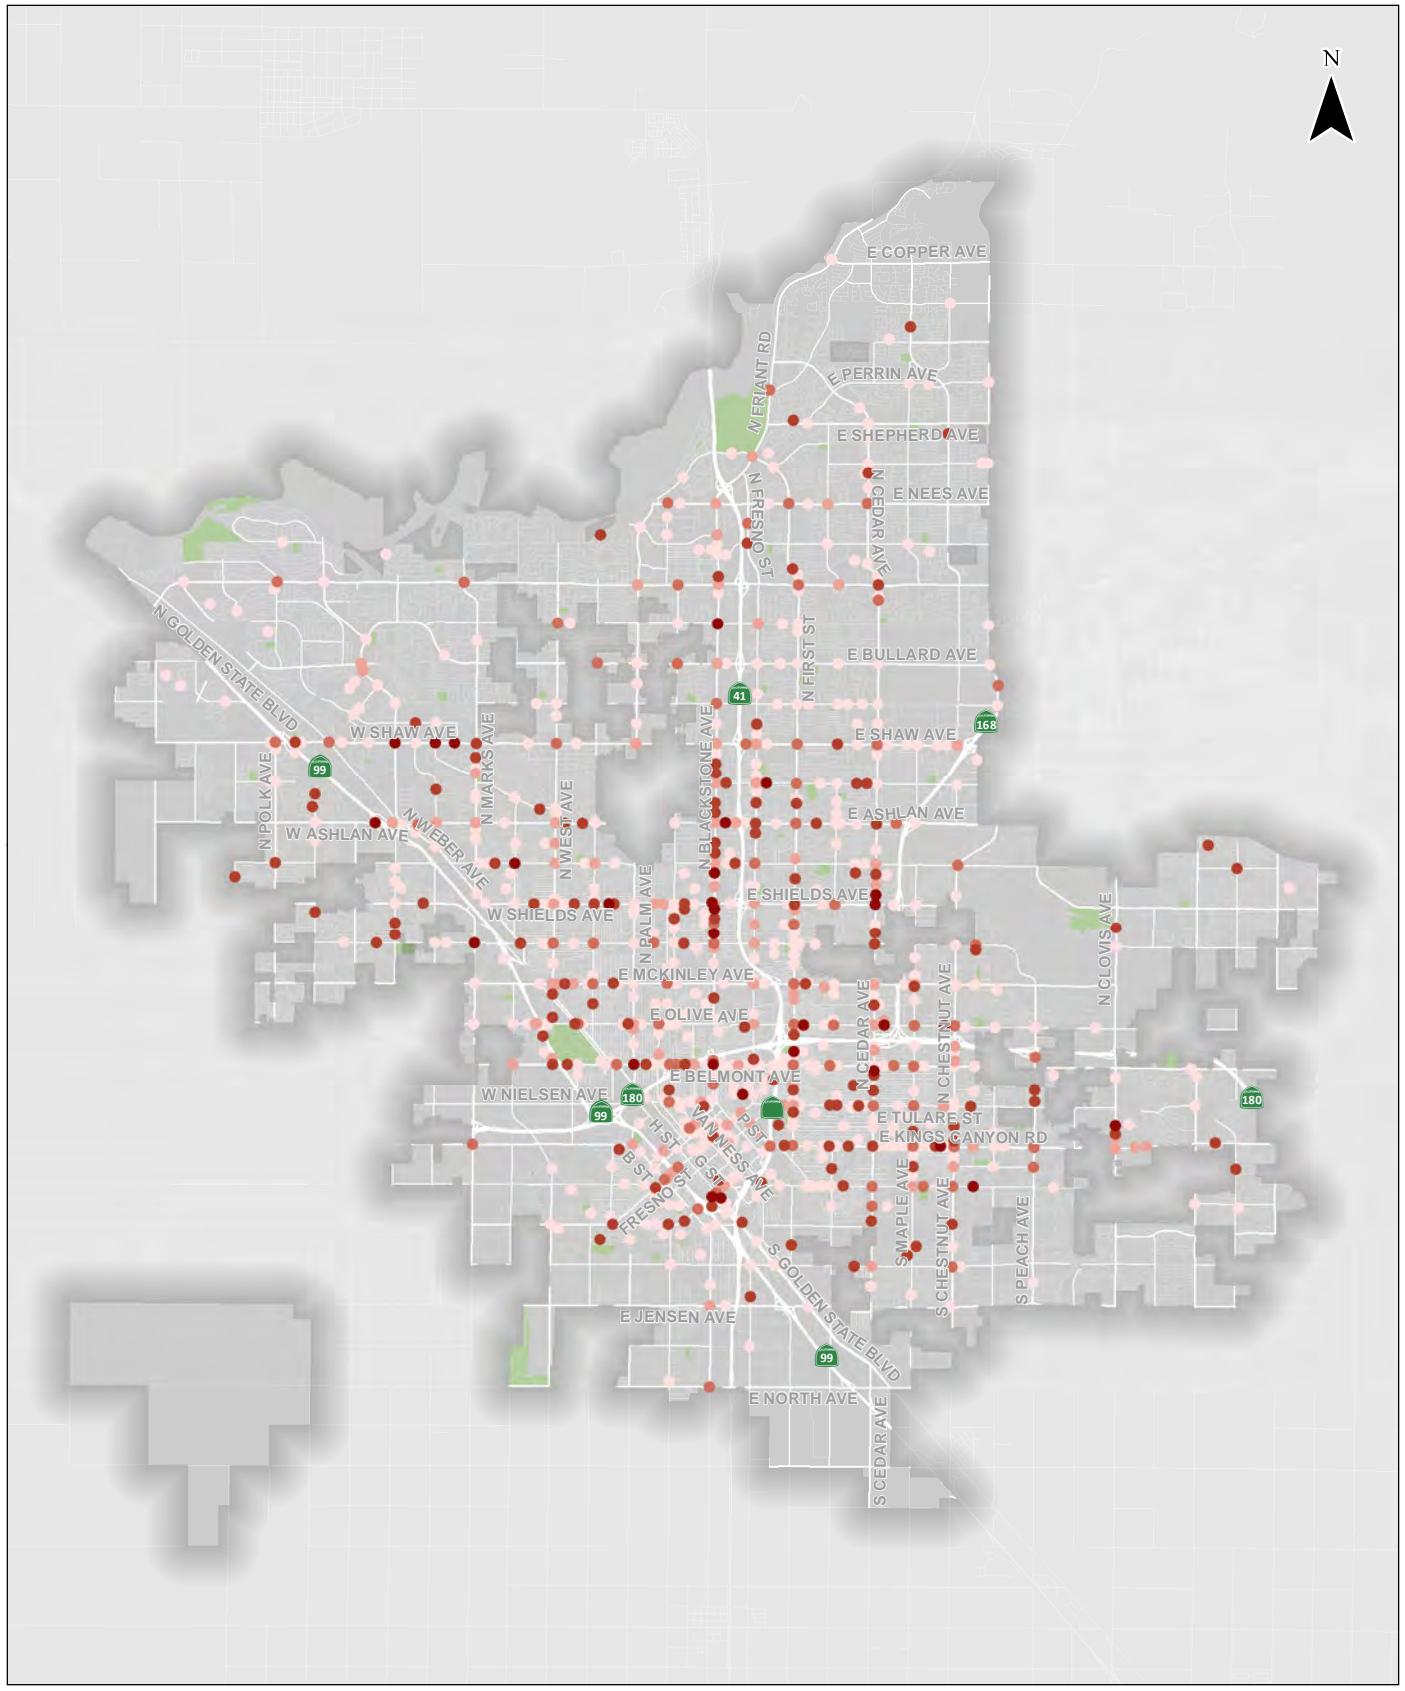 N
E COPPER AVE
N FRIANT RD
E PERRIN AVE
E SHEPHERD AVE
N CEDAR AVE
E NEES AVE
N FRESNO ST
N GOLDEN STATE BLVD
N FIRST ST
E BULLARD AVE
41
168
W SHAW AVE
E SHAW AVE
N MARKS AVE
N BLACKSTONE AVE
99
N POLK AVE
N WEST AVE
W ASHLAN AVE
N WEBER AVE
E ASHLAN AVE
N PALM AVE
E SHIELDS AVE
W SHIELDS AVE
N CLOVIS AVE
E MCKINLEY AVE
N CEDAR AVE
N CHESTNUT AVE
E OLIVE AVE
E BELMONT AVE
W NIELSEN AVE
180
99
180
VAN NESS AVE
P ST
H ST
E TULARE ST
E KINGS CANYON RD
B ST
G ST
FRESNO ST
S MAPLE AVE
S CHESTNUT AVE
S PEACH AVE
S GOLDEN STATE BLVD
E JENSEN AVE
99
E NORTH AVE
S CEDAR AVE